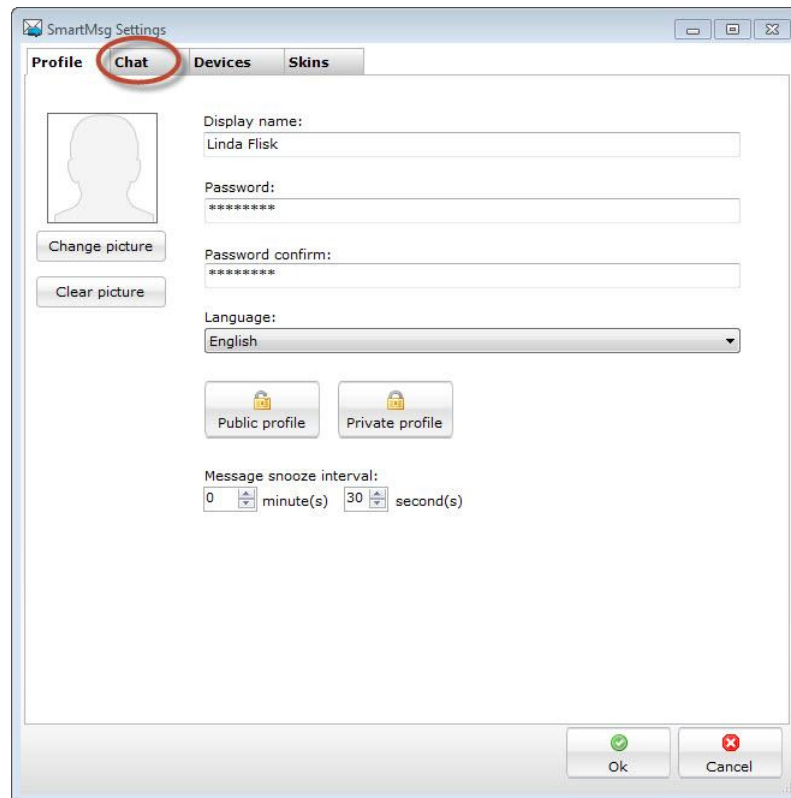 SmartMsg Settings
Profile Chat Devices Skins
Display name:
Linda Flisk
Password:
********
Change picture
Password confirm:
********
Clear picture
Language:
English
Public profile Private profile
Message snooze interval:
0 minute(s) 30 second(s)
Ok Cancel